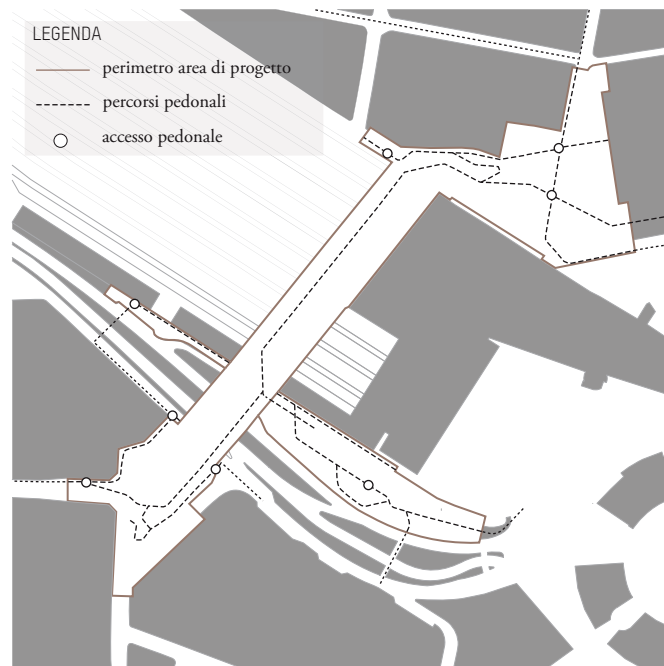 LEGENDA
perimetro area di progetto
percorsi pedonali
accesso pedonale